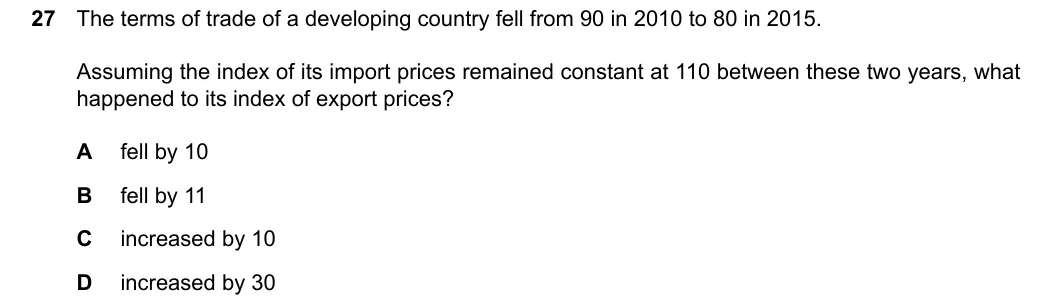 27 The terms of trade of a developing country fell from 90 in 2010 to 80 in 2015.
Assuming the index of its import prices remained constant at 110 between these two years, what
happened to its index of export prices?
A fell by 10
B fell by 11
C increased by 10
D increased by 30